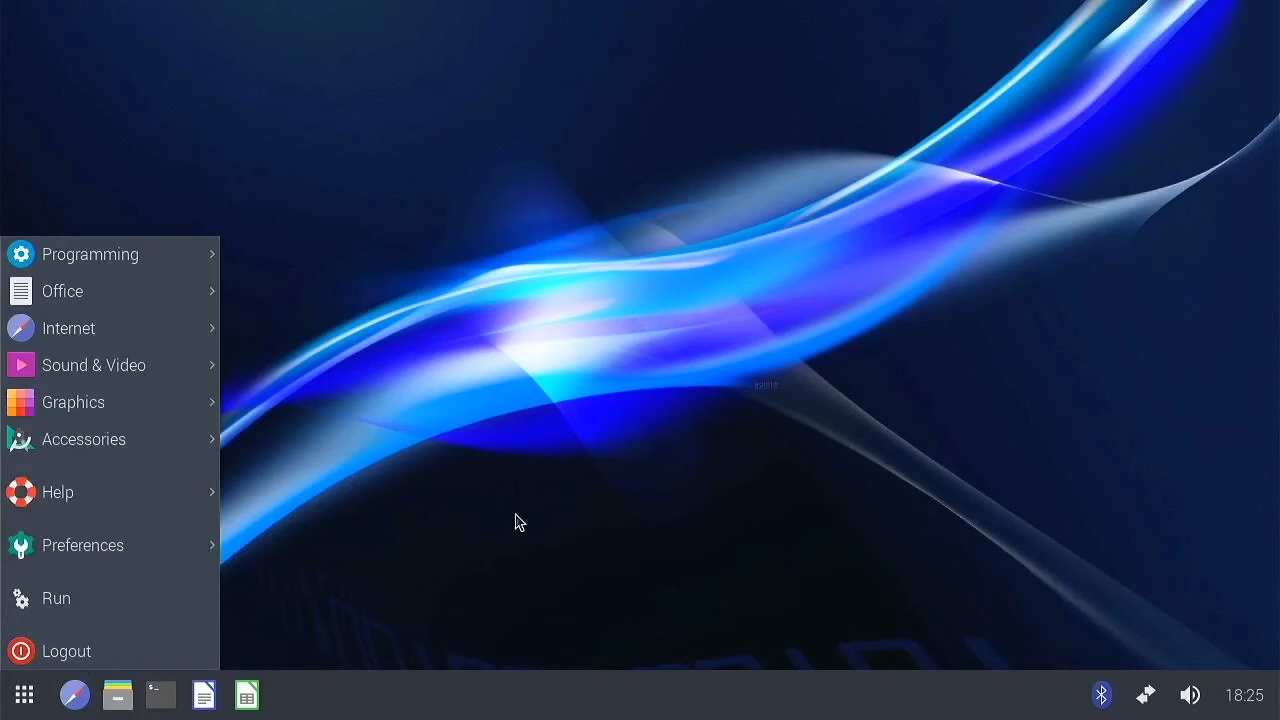 Programming
Office
Internet
Sound & Video
Graphics
Accessories
Help
Preferences
Run
Logout
18:25